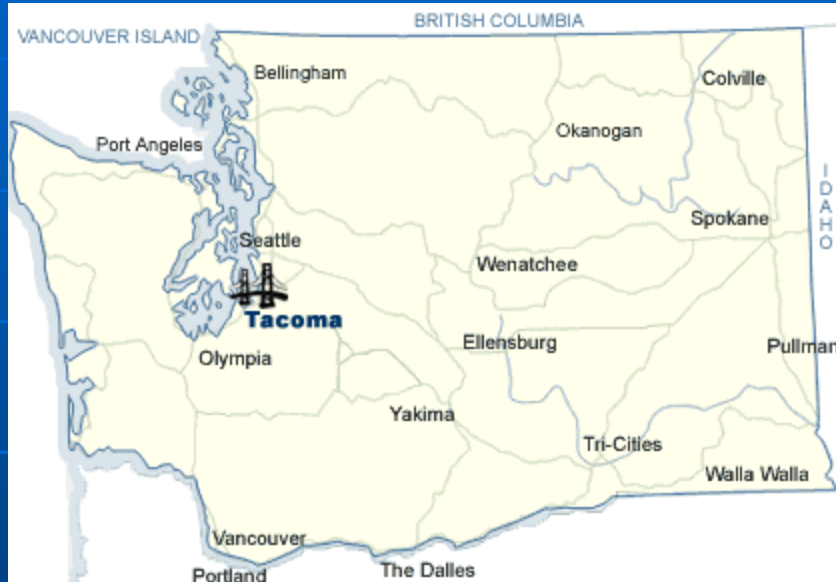 BRITISH COLUMBIA
VANCOUVER ISLAND
Bellingham
Colville
Okanogan
Port Angeles
IDAHO
Spokane
Seattle
Wenatchee
Tacoma
Ellensburg
Pullman
Olympia
Yakima
Tri-Cities
Walla Walla
Vancouver
The Dalles
Portland